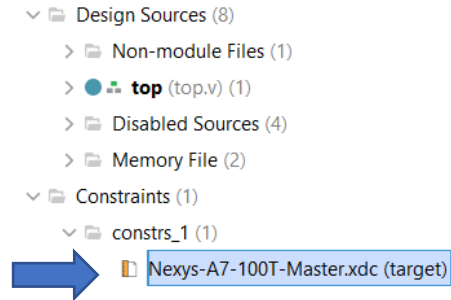 Design Sources (8)
Non-module Files (1)
top (top.v) (1)
Disabled Sources (4)
Memory File (2)
Constraints (1)
constrs_1 (1)
Nexys-A7-100T-Master.xdc (target)